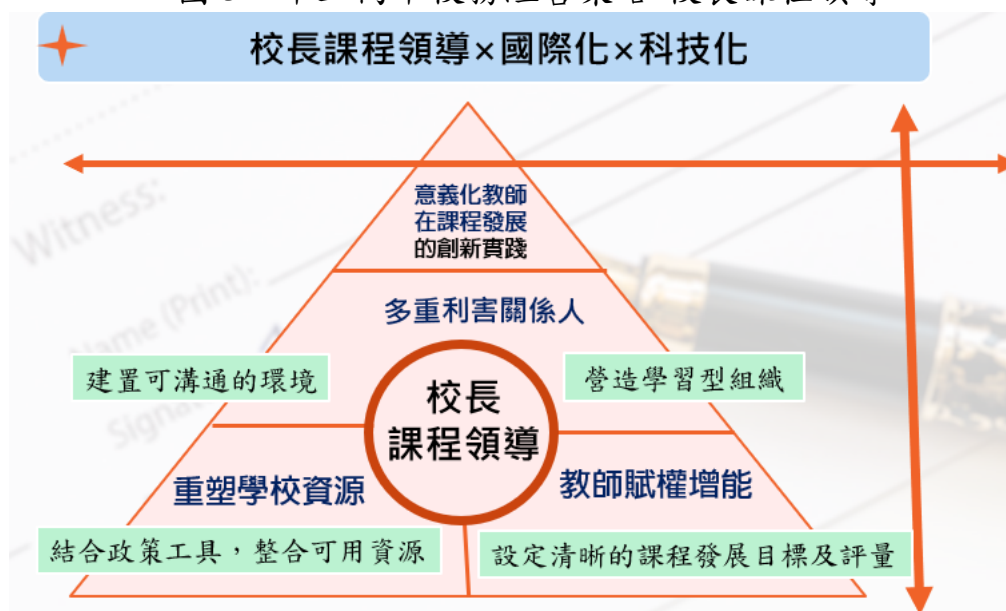 校長課程領導×國際化×科技化
意義化教師
在課程發展
的創新實踐
多重利害關係人
建置可溝通的環境
營造學習型組織
校長
課程領導
重塑學校資源
教師賦權增能
結合政策工具，整合可用資源
設定清晰的課程發展目標及評量
Witness:
Name (Print):